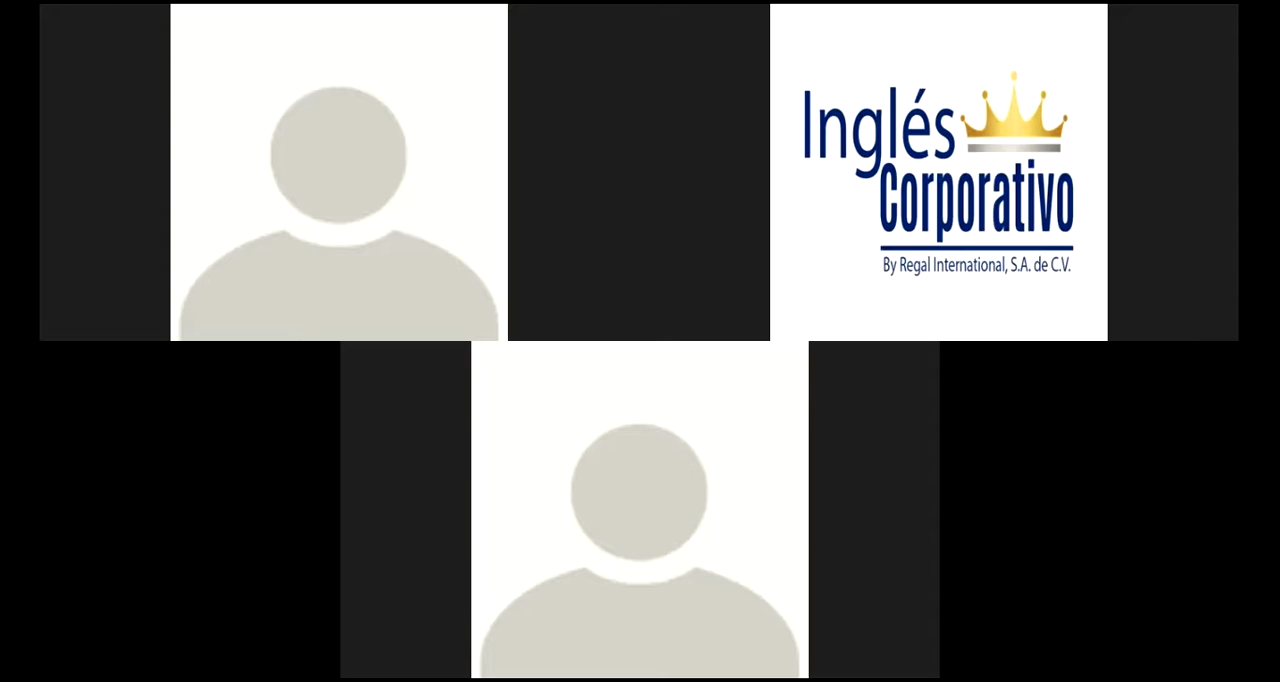 Inglés
Corporativo
By Regal International, S.A. de C.V.